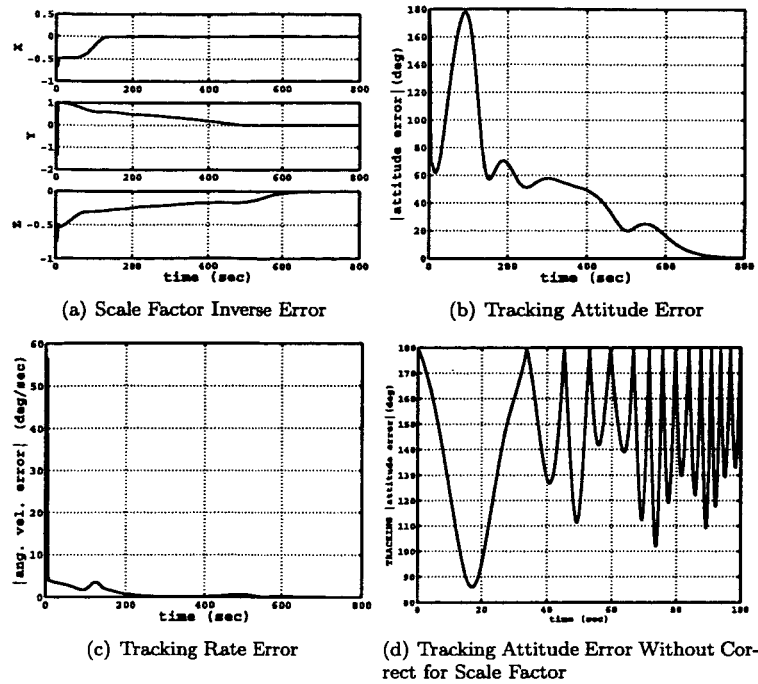 0.5
0
-0.5
-1
X
0 200 400 600 800
1
0
-1
-2
Y
0 200 400 600 800
0
-0.5
-1
Z
0 200 400 600 800
time (sec)
(a) Scale Factor Inverse Error
180
160
140
120
100
80
60
40
20
0
|attitude error|(deg)
0 200 400 600 800
time (sec)
(b) Tracking Attitude Error
60
50
40
30
20
10
0
|ang. vel. error| (deg/sec)
0 200 400 600 800
time (sec)
(c) Tracking Rate Error
180
170
160
150
140
130
120
110
100
90
80
TRACKING |attitude error|(deg)
0 20 40 60 80 100
time (sec)
(d) Tracking Attitude Error Without Cor-
rect for Scale Factor